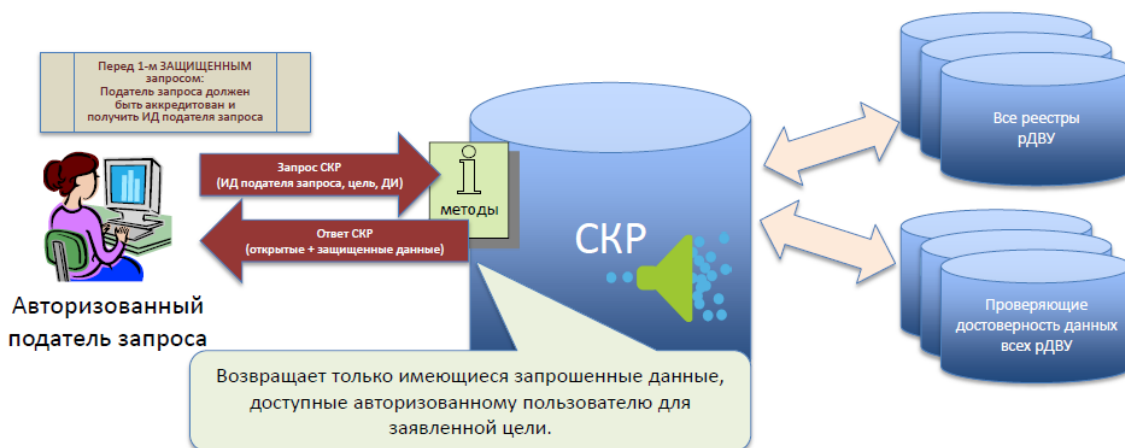 Перед 1-м ЗАЩИЩЕННЫМ
запросом:
Податель запроса должен
быть аккредитован и
получить ИД подателя запроса
Запрос СКР
(ИД подателя запроса, цель, ДИ)
Ответ СКР
(открытые + защищенные данные)
i
методы
СКР
Авторизованный
податель запроса
Возвращает только имеющиеся запрошенные данные,
доступные авторизованному пользователю для
заявленной цели.
Все реестры
рДВУ
Проверяющие
достоверность данных
всех рДВУ